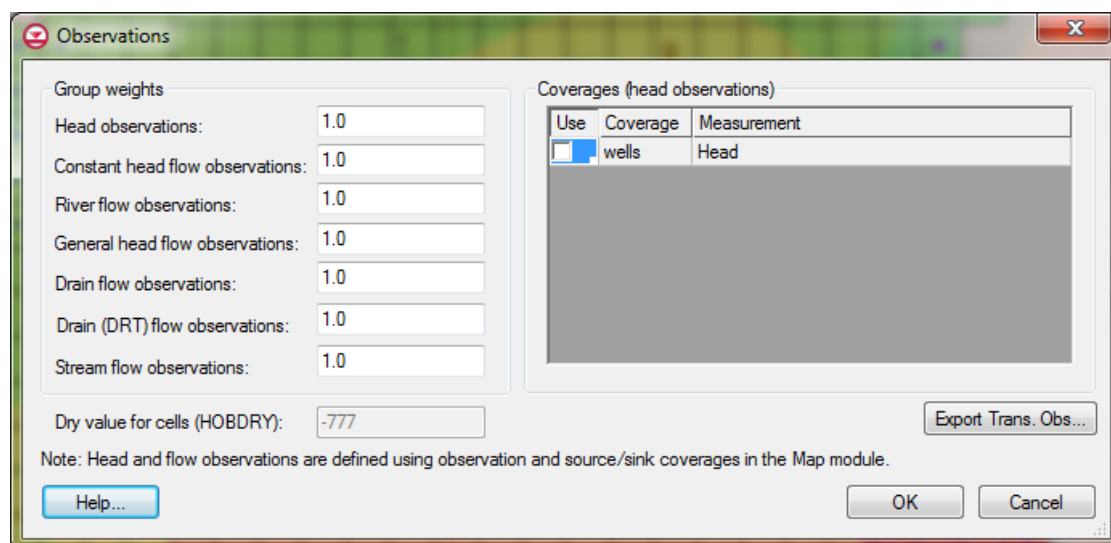 Observations
Group weights
Head observations: 1.0
Constant head flow observations: 1.0
River flow observations: 1.0
General head flow observations: 1.0
Drain flow observations: 1.0
Drain (DRT) flow observations: 1.0
Stream flow observations: 1.0
Coverages (head observations)
Use Coverage Measurement
wells Head
Dry value for cells (HOBDRY): -777
Export Trans. Obs...
Note: Head and flow observations are defined using observation and source/sink coverages in the Map module.
Help... OK Cancel